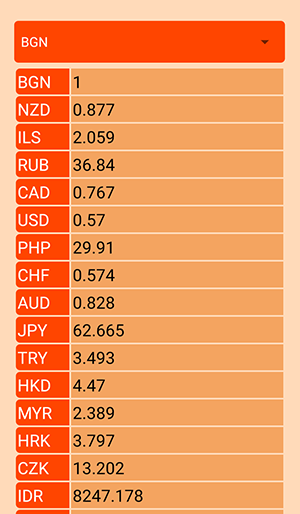 BGN
BGN 1
NZD 0.877
ILS 2.059
RUB 36.84
CAD 0.767
USD 0.57
PHP 29.91
CHF 0.574
AUD 0.828
JPY 62.665
TRY 3.493
HKD 4.47
MYR 2.389
HRK 3.797
CZK 13.202
IDR 8247.178